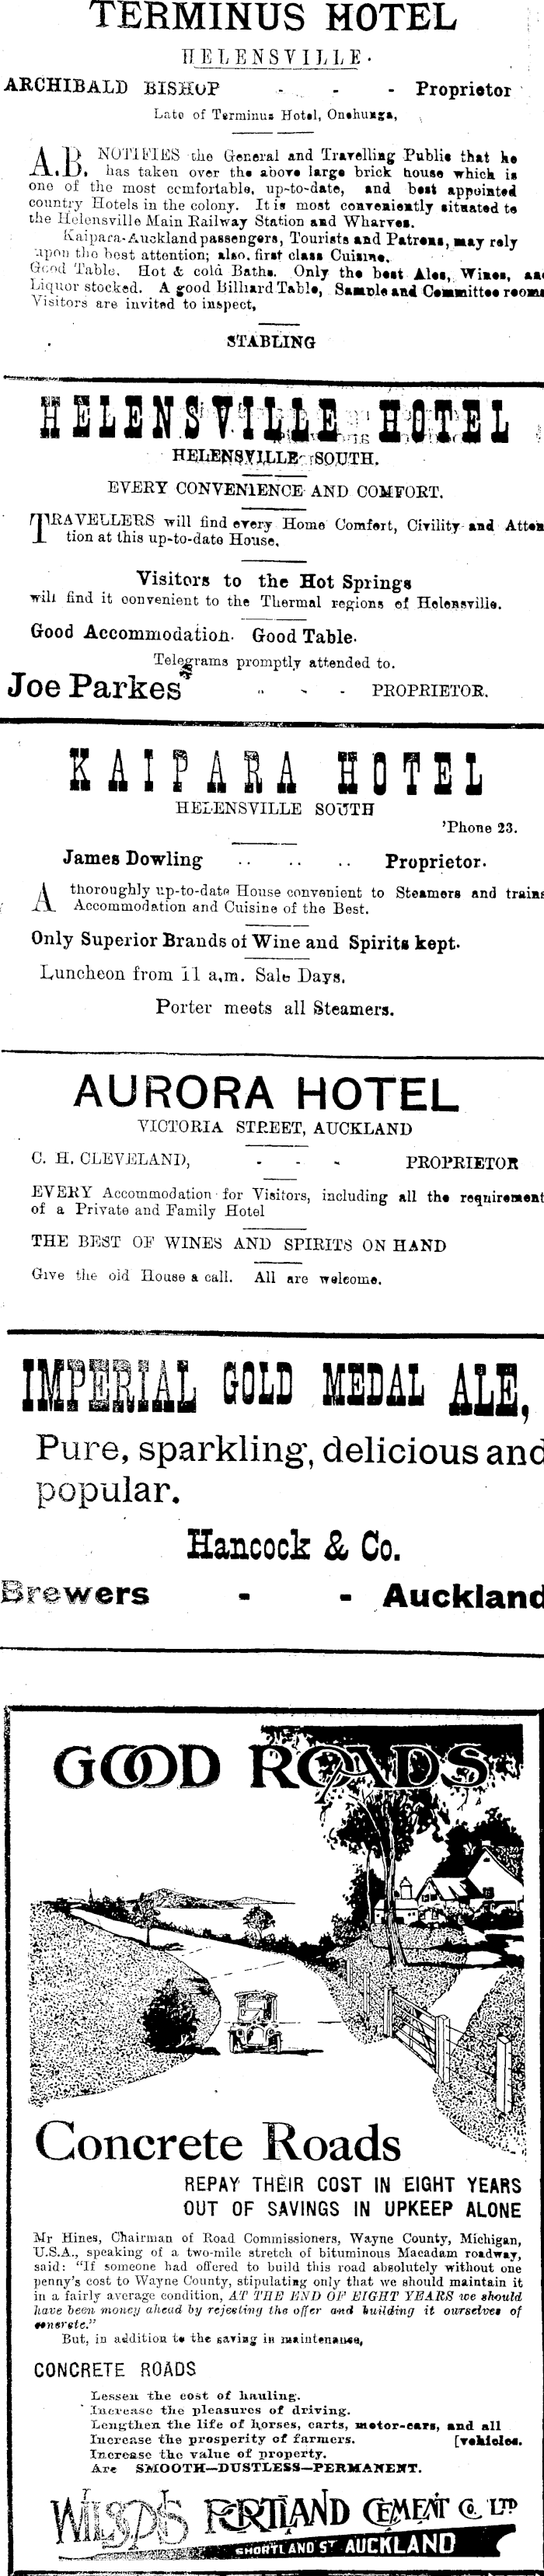 TERMINUS HOTEL
HELENSVILLE.
ARCHIBALD BISHOP - - - Proprietor
Late of Terminus Hotel, Onehunga,
A.B. NOTIFIES the General and Travelling Public that he
has taken over the above large brick house which is
one of the most comfortable, up-to-date, and best appointed
country Hotels in the colony. It is most conveniently situated to
the Helensville Main Railway Station and Wharves.
Kaipara-Auckland passengers, Tourists and Patrons, may rely
upon the best attention; also, first class Cuisine.
Good Table. Hot & cold Baths. Only the best Ales, Wines, and
Liquor stocked. A good Billiard Table, Sample and Committee rooms
Visitors are invited to inspect,
STABLING
HELENSVILLE HOTEL
HELENSVILLE SOUTH.
EVERY CONVENIENCE AND COMFORT.
TRAVELLERS will find every Home Comfort, Civility and Atten
tion at this up-to-date House.
Visitors to the Hot Springs
will find it convenient to the Thermal regions of Helensville.
Good Accommodation. Good Table.
Telegrams promptly attended to.
Joe Parkes - - - PROPRIETOR.
KAIPARA HOTEL
HELENSVILLE SOUTH
'Phone 23.
James Dowling .. .. .. Proprietor.
A thoroughly up-to-date House convenient to Steamers and trains
Accommodation and Cuisine of the Best.
Only Superior Brands of Wine and Spirits kept.
Luncheon from 11 a.m. Sale Days.
Porter meets all Steamers.
AURORA HOTEL
VICTORIA STREET, AUCKLAND
C. H. CLEVELAND, - - - PROPRIETOR
EVERY Accommodation for Visitors, including all the requirement
of a Private and Family Hotel
THE BEST OF WINES AND SPIRITS ON HAND
Give the old House a call. All are welcome.
IMPERIAL GOLD MEDAL ALE,
Pure, sparkling, delicious and
popular.
Hancock & Co.
Brewers - - Auckland
GOOD ROADS
Concrete Roads
REPAY THEIR COST IN EIGHT YEARS
OUT OF SAVINGS IN UPKEEP ALONE
Mr Hines, Chairman of Road Commissioners, Wayne County, Michigan,
U.S.A., speaking of a two-mile stretch of bituminous Macadam roadway,
said: "If someone had offered to build this road absolutely without one
penny's cost to Wayne County, stipulating only that we should maintain it
in a fairly average condition, AT THE END OF EIGHT YEARS we should
have been money ahead by rejecting the offer and building it ourselves of
concrete."
But, in addition to the saving in maintenance,
CONCRETE ROADS
Lessen the cost of hauling.
Increase the pleasures of driving.
Lengthen the life of horses, carts, motor-cars, and all
Increase the prosperity of farmers. [vehicles.
Increase the value of property.
Are SMOOTH—DUSTLESS—PERMANENT.
WILSON'S PORTLAND CEMENT Co. LTD
SHORTLAND ST AUCKLAND